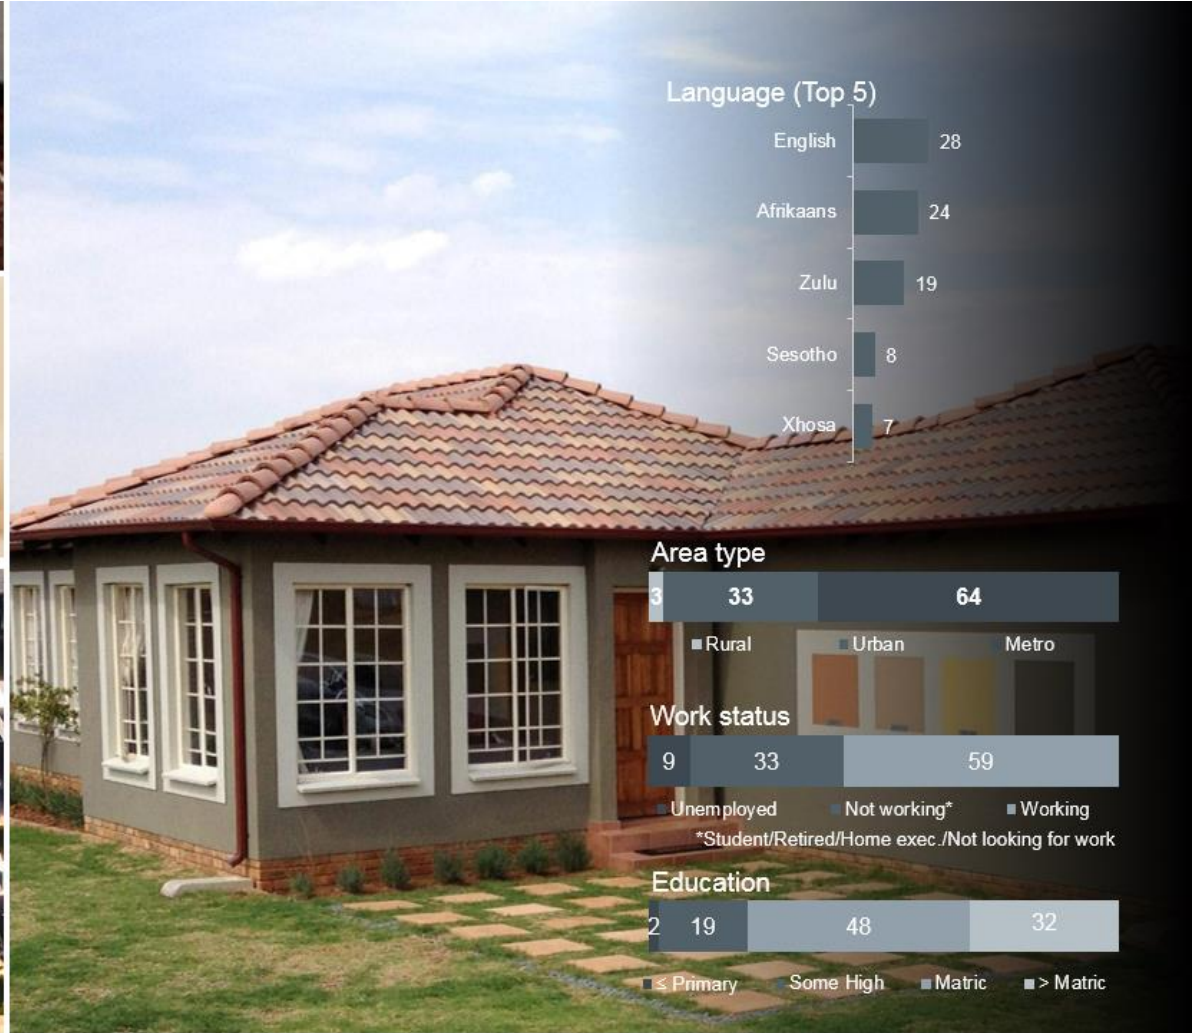 Language (Top 5)
English 28
Afrikaans 24
Zulu 19
Sesotho 8
Xhosa 7
Area type
3 33 64
Rural Urban Metro
Work status
9 33 59
Unemployed Not working* Working
*Student/Retired/Home exec./Not looking for work
Education
2 19 48 32
≤ Primary Some High Matric > Matric